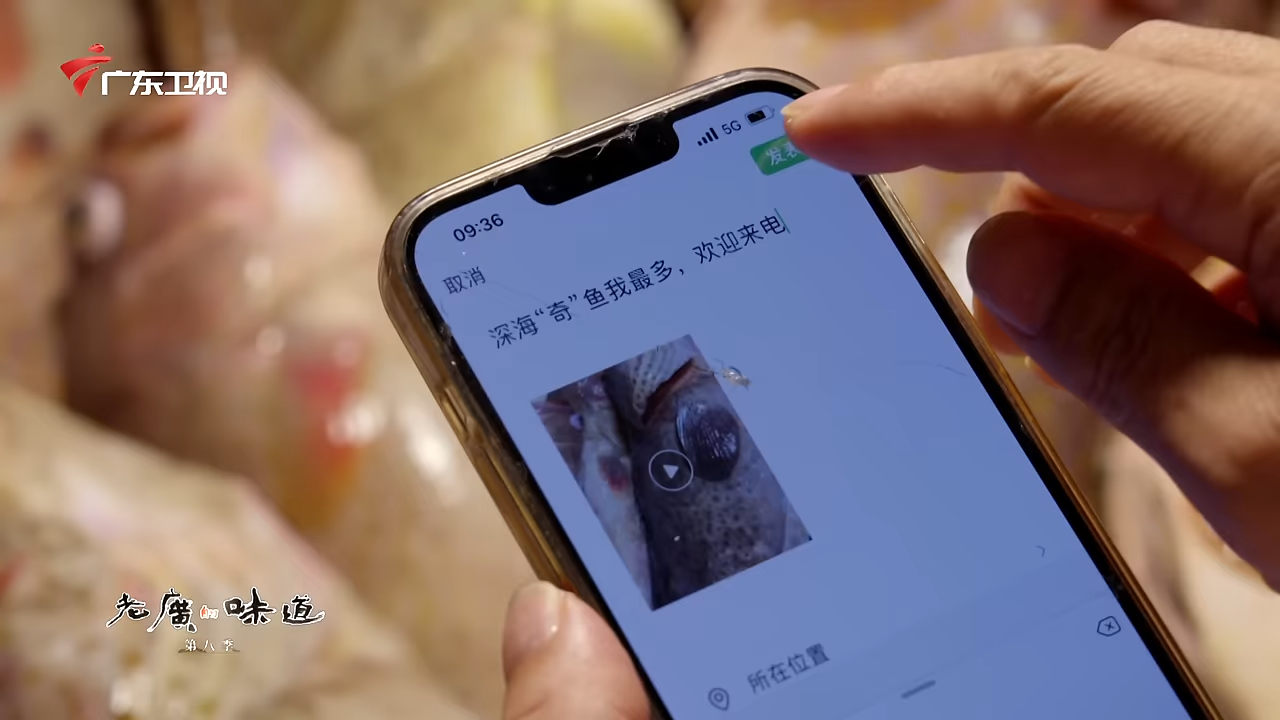 广东卫视
5G
发表
09:36
取消
深海“奇”鱼我最多，欢迎来电
所在位置
老廣的味道
第八季